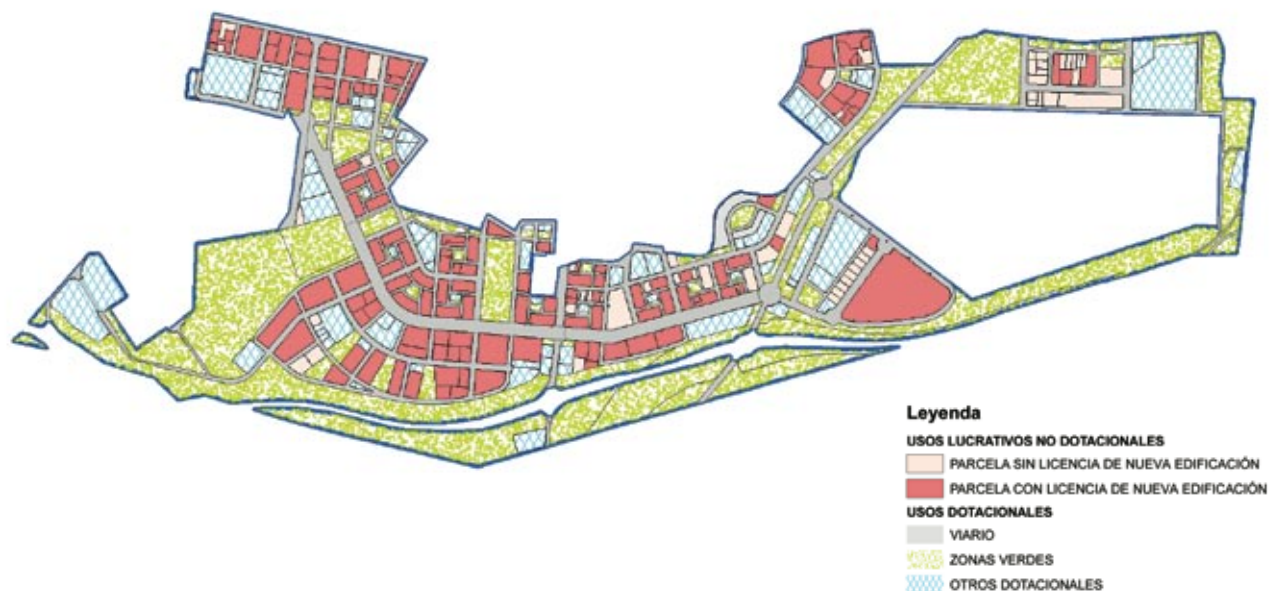 Leyenda
USOS LUCRATIVOS NO DOTACIONALES
PARCELA SIN LICENCIA DE NUEVA EDIFICACIÓN
PARCELA CON LICENCIA DE NUEVA EDIFICACIÓN
USOS DOTACIONALES
VIARIO
ZONAS VERDES
OTROS DOTACIONALES